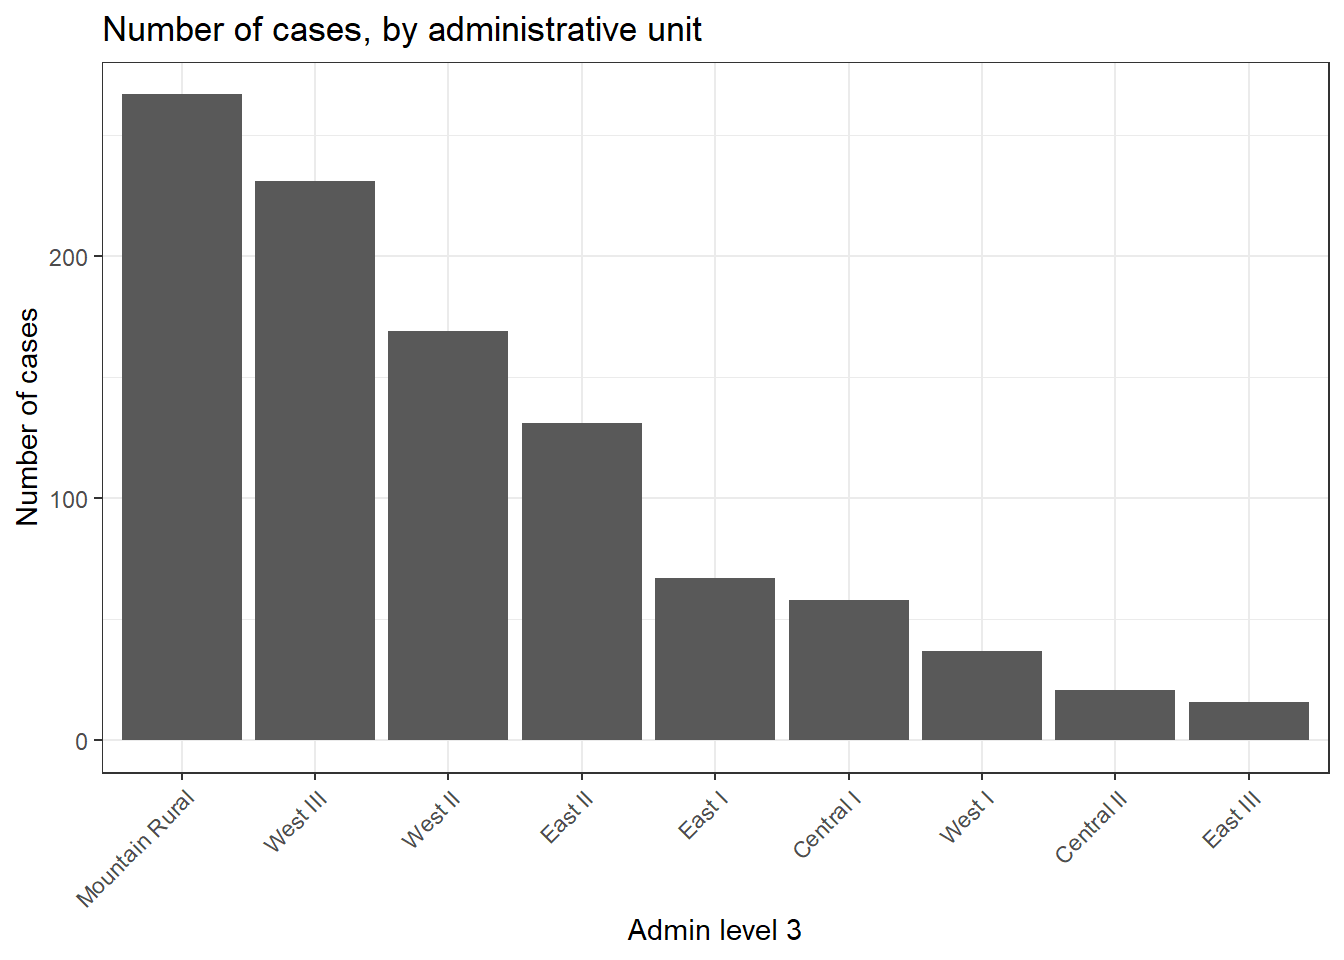 Number of cases, by administrative unit
Number of cases
200
100
0
Mountain Rural
West III
West II
East II
East I
Central I
West I
Central II
East III
Admin level 3